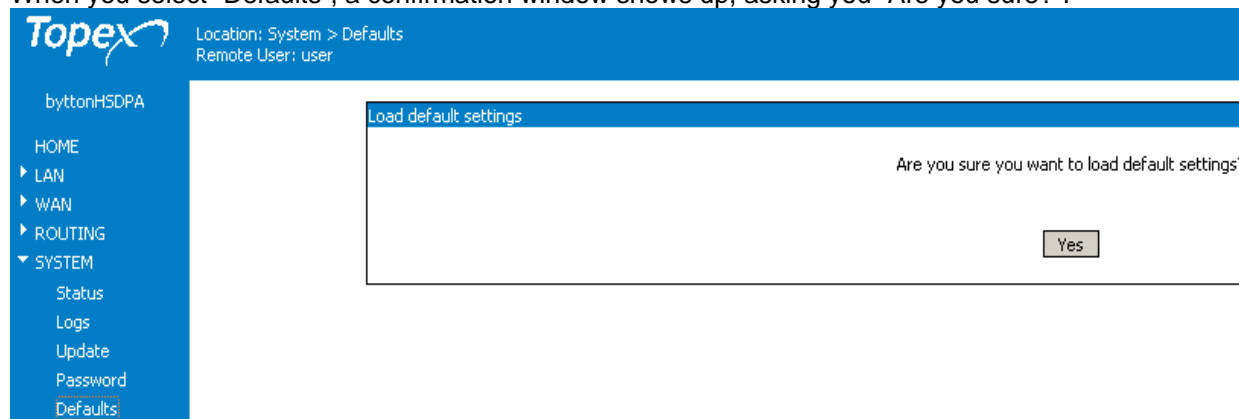 When you select "Defaults", a confirmation window shows up, asking you "Are you sure?".
Topex
Location: System > Defaults
Remote User: user
byttonHSDPA
HOME
LAN
WAN
ROUTING
SYSTEM
Status
Logs
Update
Password
Defaults
Load default settings
Are you sure you want to load default settings?
Yes